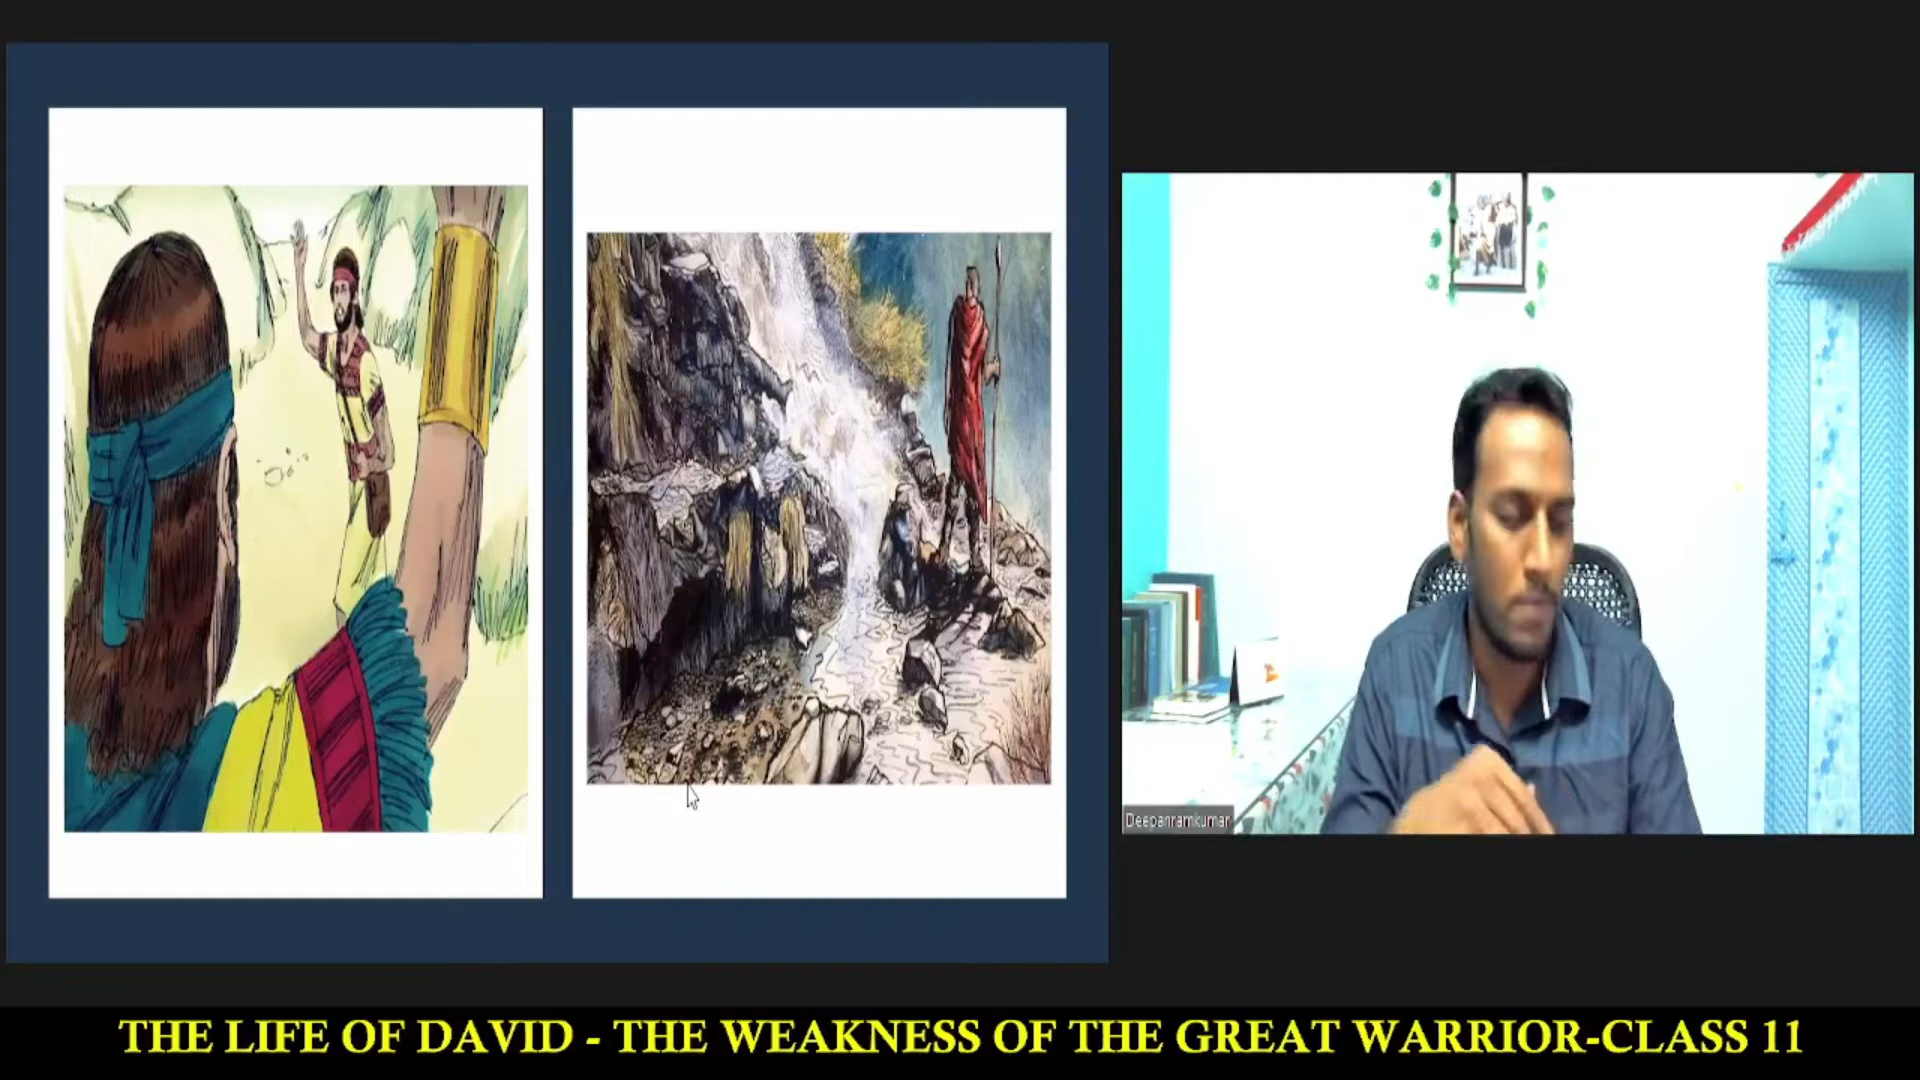 Deepanramkumar
THE LIFE OF DAVID - THE WEAKNESS OF THE GREAT WARRIOR-CLASS 11